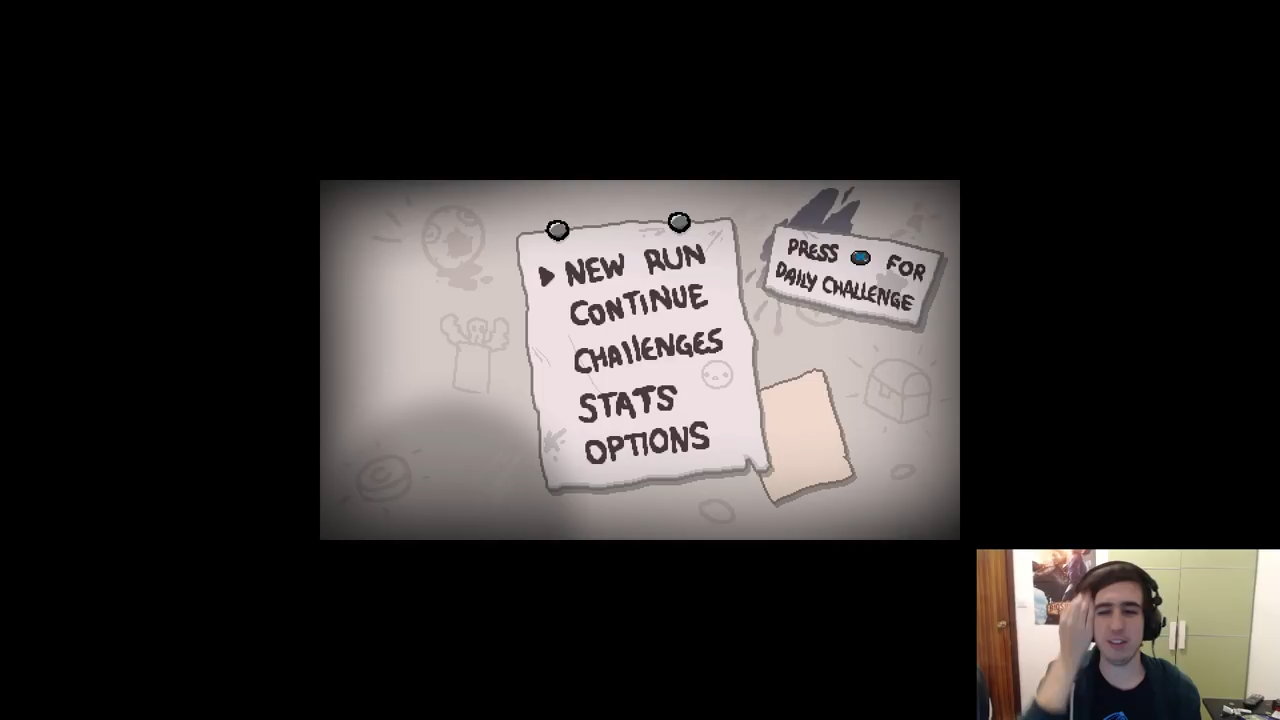 NEW RUN
CONTINUE
CHALLENGES
STATS
OPTIONS
PRESS FOR
DAILY CHALLENGE